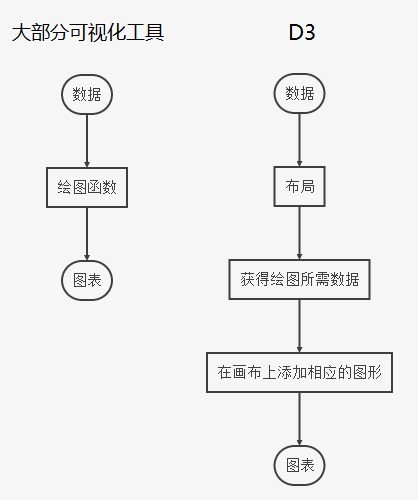 大部分可视化工具
数据
绘图函数
图表
D3
数据
布局
获得绘图所需数据
在画布上添加相应的图形
图表